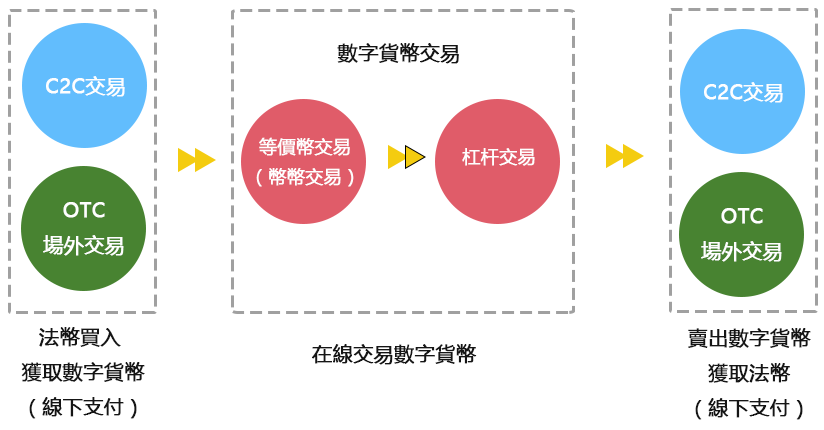 C2C交易
OTC
場外交易
法幣買入
獲取數字貨幣
（線下支付）
數字貨幣交易
等價幣交易
（幣幣交易）
杠杆交易
在線交易數字貨幣
C2C交易
OTC
場外交易
賣出數字貨幣
獲取法幣
（線下支付）